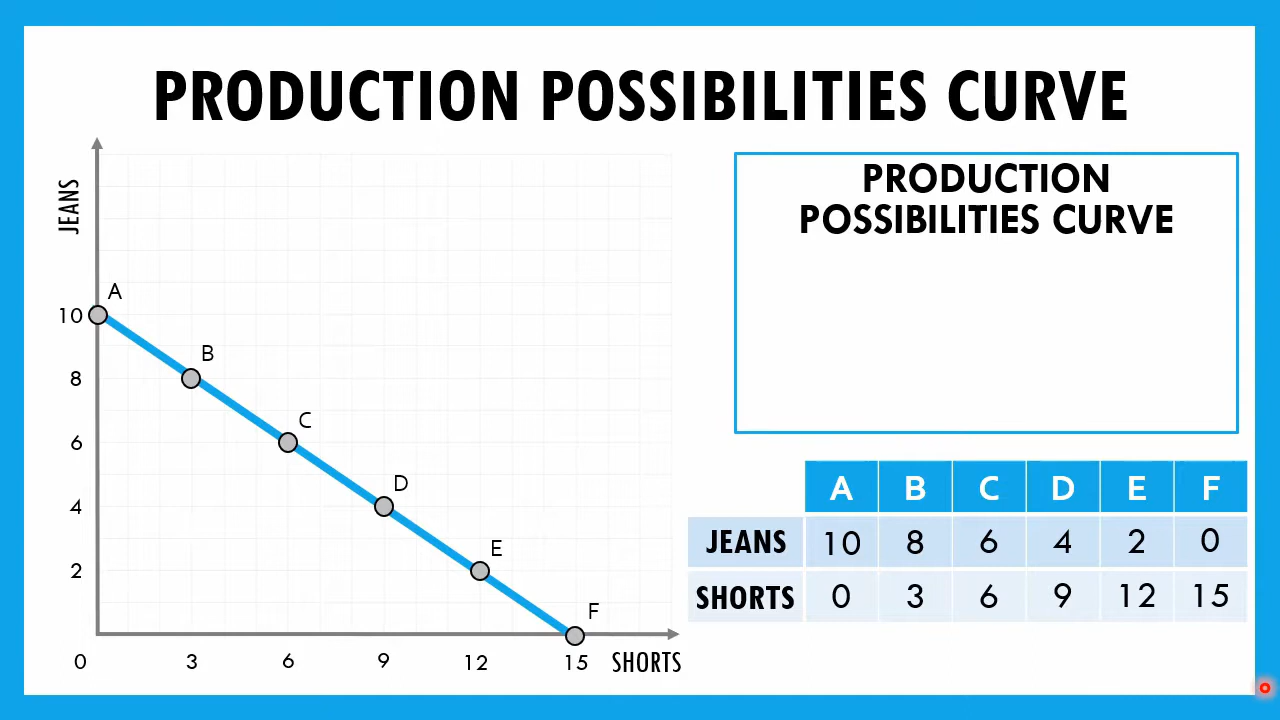 PRODUCTION POSSIBILITIES CURVE
JEANS
A
10
B
8
C
6
D
4
E
2
F
0 3 6 9 12 15 SHORTS
PRODUCTION
POSSIBILITIES CURVE
A B C D E F
JEANS 10 8 6 4 2 0
SHORTS 0 3 6 9 12 15